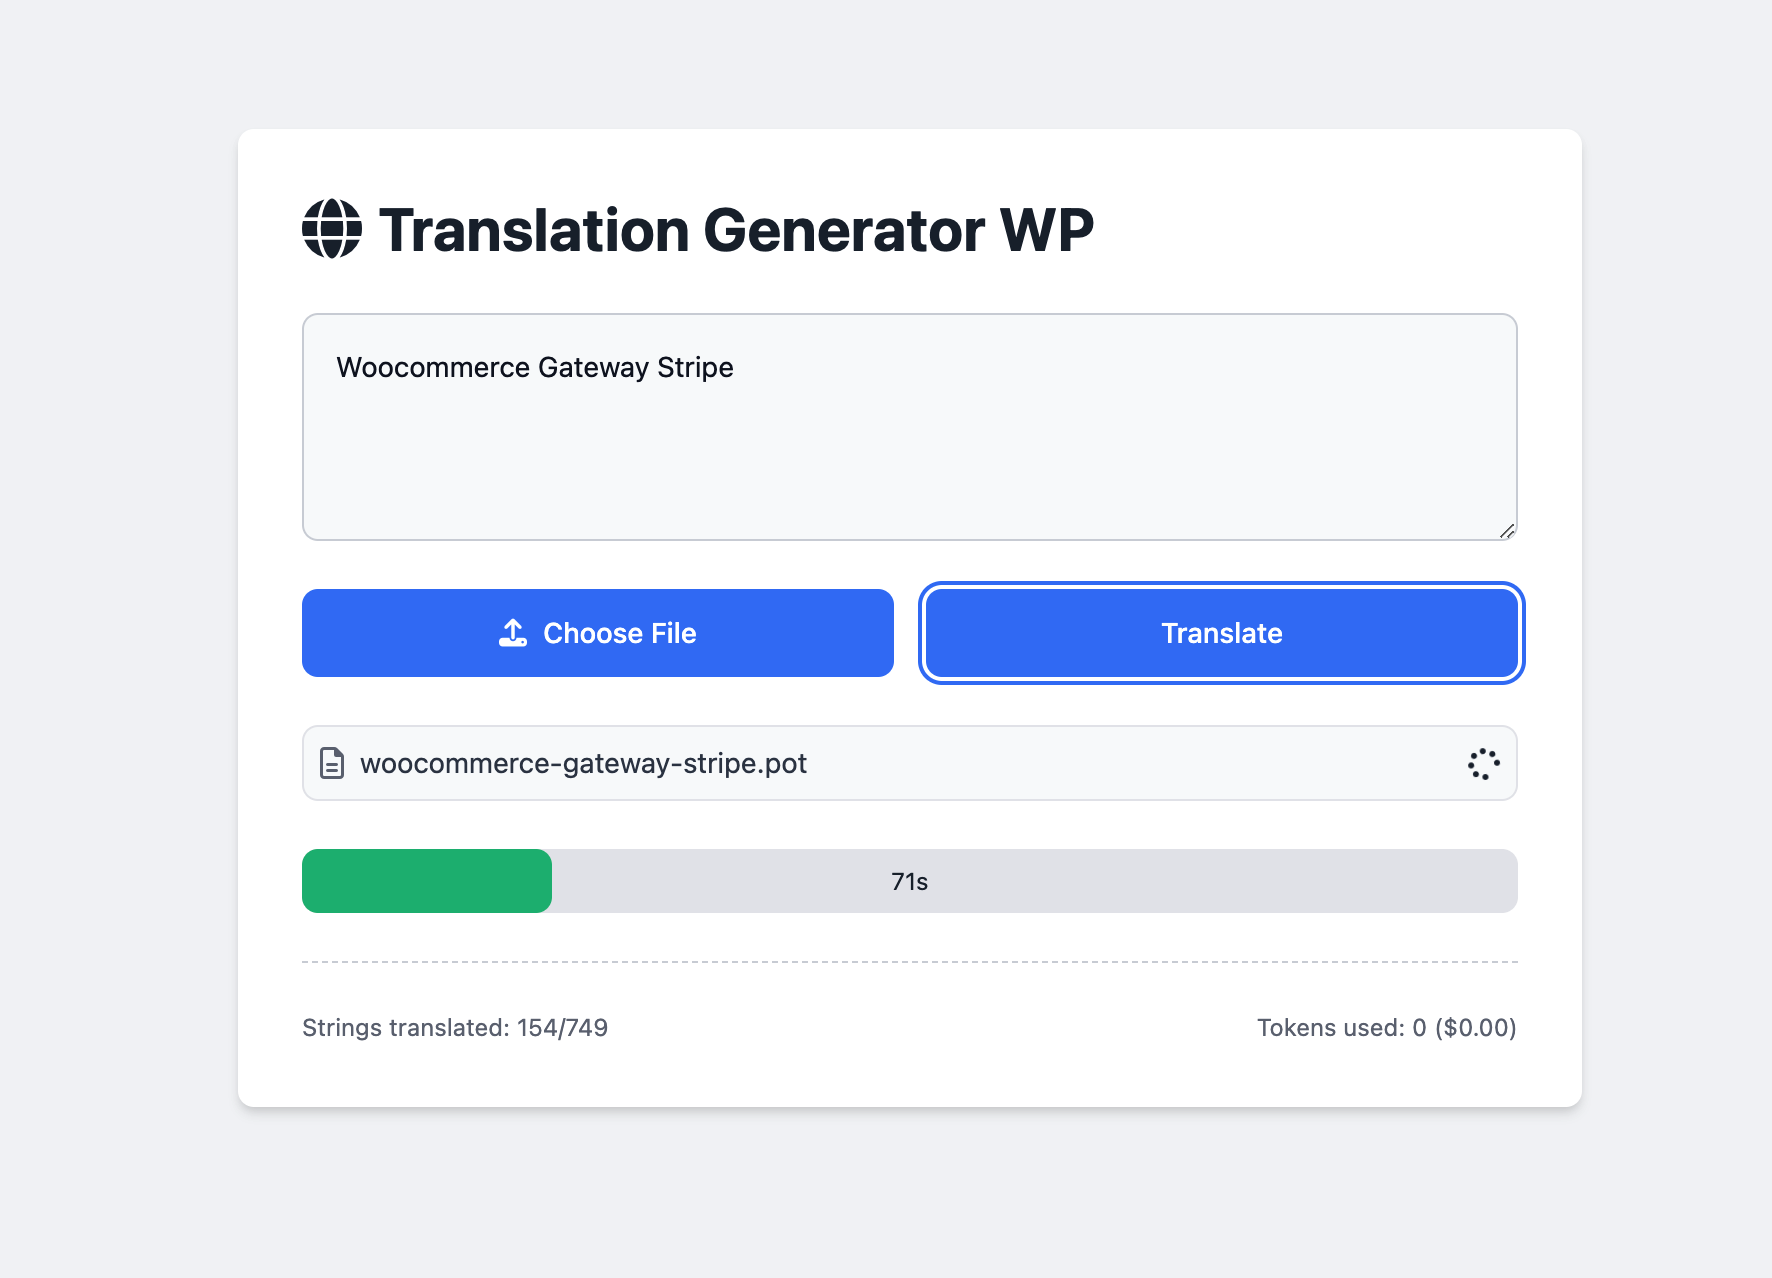 Translation Generator WP
Woocommerce Gateway Stripe
Choose File
Translate
woocommerce-gateway-stripe.pot
71s
Strings translated: 154/749
Tokens used: 0 ($0.00)